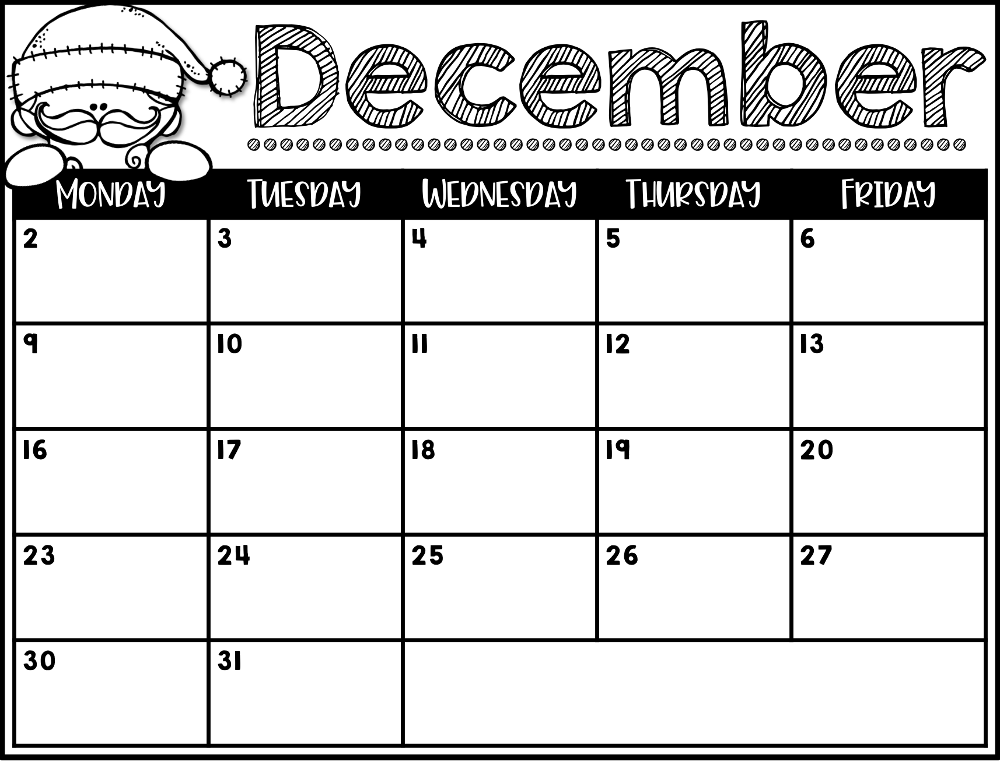 December
MONDAY TUESDAY WEDNESDAY THURSDAY FRIDAY
2 3 4 5 6
9 10 11 12 13
16 17 18 19 20
23 24 25 26 27
30 31